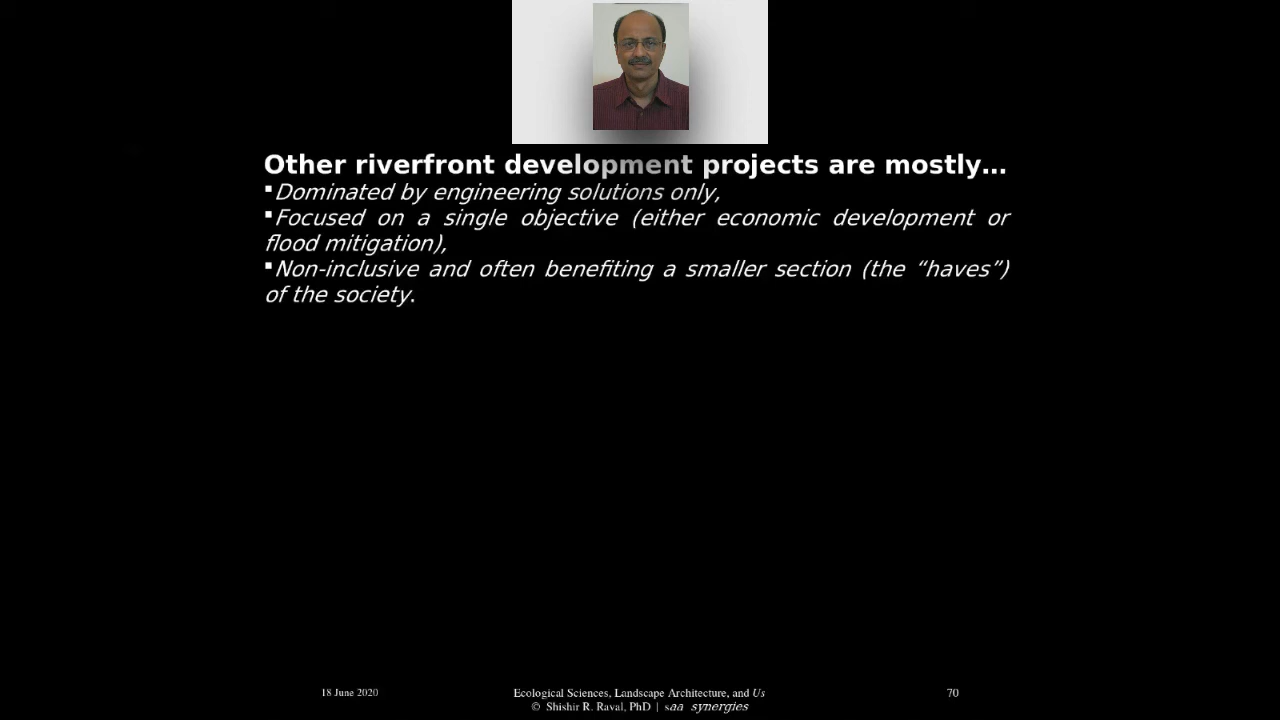 Other riverfront development projects are mostly…
▪Dominated by engineering solutions only,
▪Focused on a single objective (either economic development or
flood mitigation),
▪Non-inclusive and often benefiting a smaller section (the “haves”)
of the society.
18 June 2020
Ecological Sciences, Landscape Architecture, and Us
© Shishir R. Raval, PhD | saa synergies
70